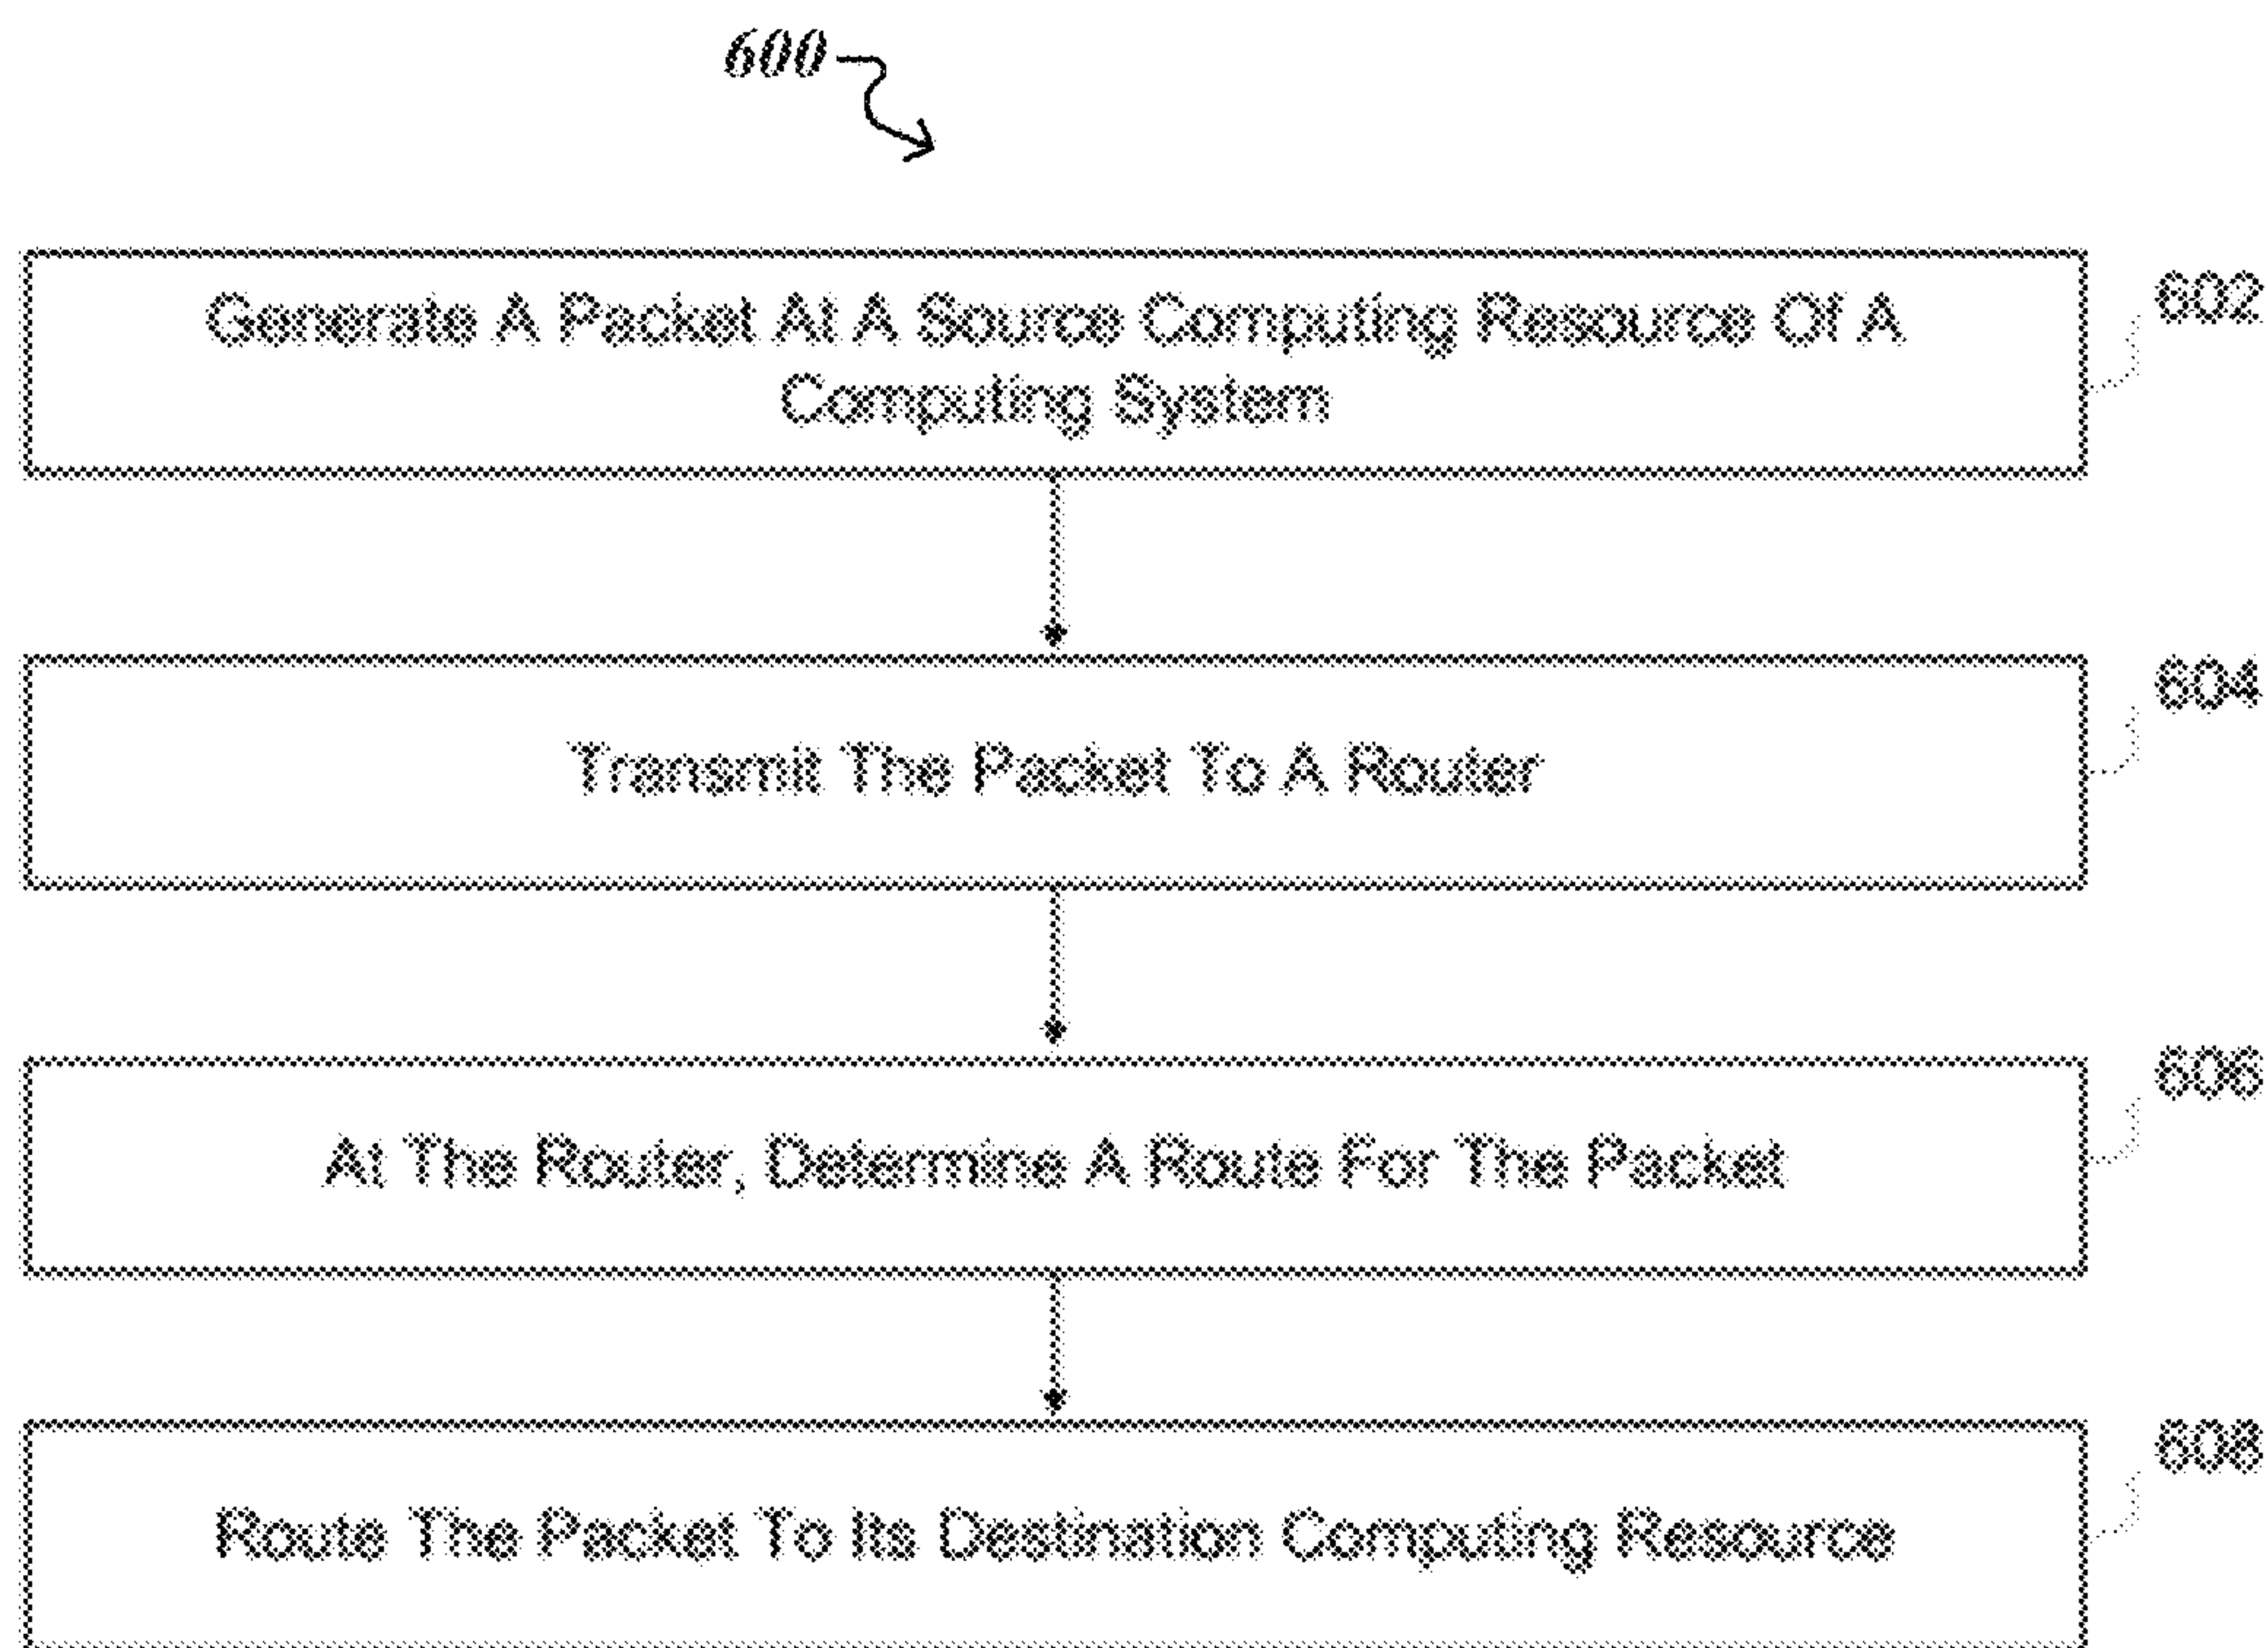 600
Generate A Packet At A Source Computing Resource Of A
Computing System
602
Transmit The Packet To A Router
604
At The Router, Determine A Route For The Packet
606
Route The Packet To Its Destination Computing Resource
608